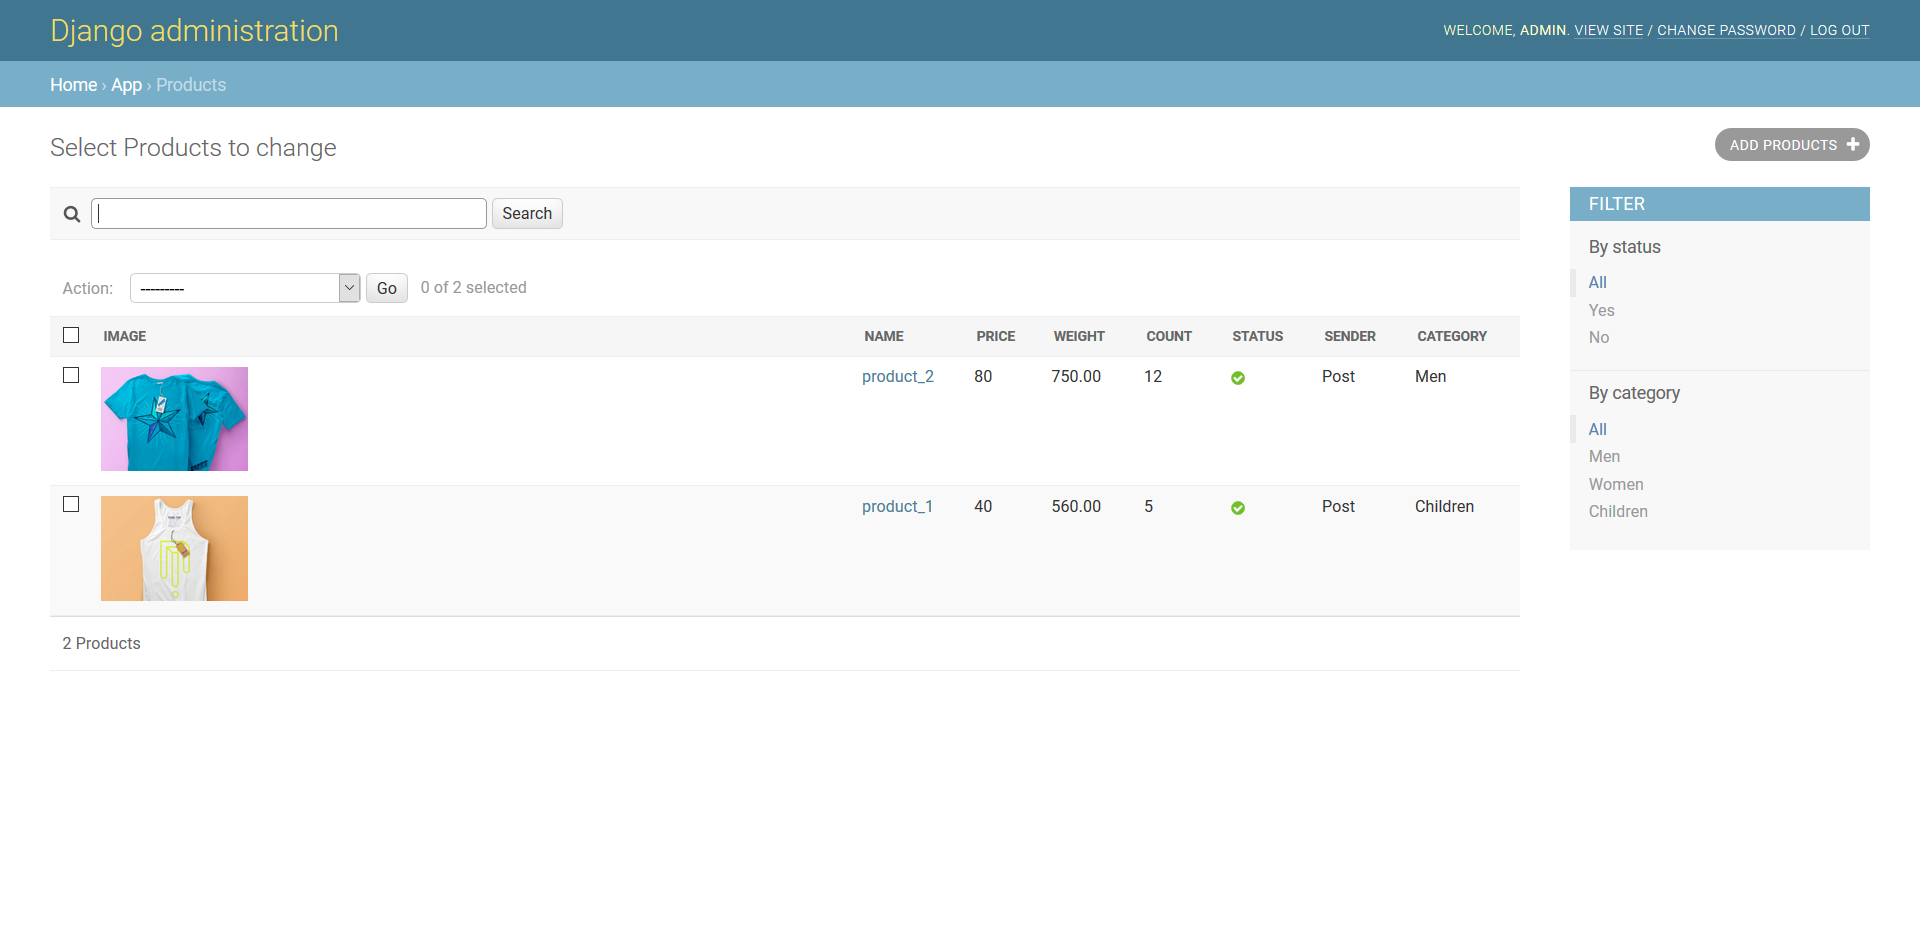 Django administration
WELCOME, ADMIN. VIEW SITE / CHANGE PASSWORD / LOG OUT
Home › App › Products
Select Products to change
ADD PRODUCTS
Search
Action: --------- Go 0 of 2 selected
IMAGE NAME PRICE WEIGHT COUNT STATUS SENDER CATEGORY
product_2 80 750.00 12 Post Men
product_1 40 560.00 5 Post Children
2 Products
FILTER
By status
All
Yes
No
By category
All
Men
Women
Children